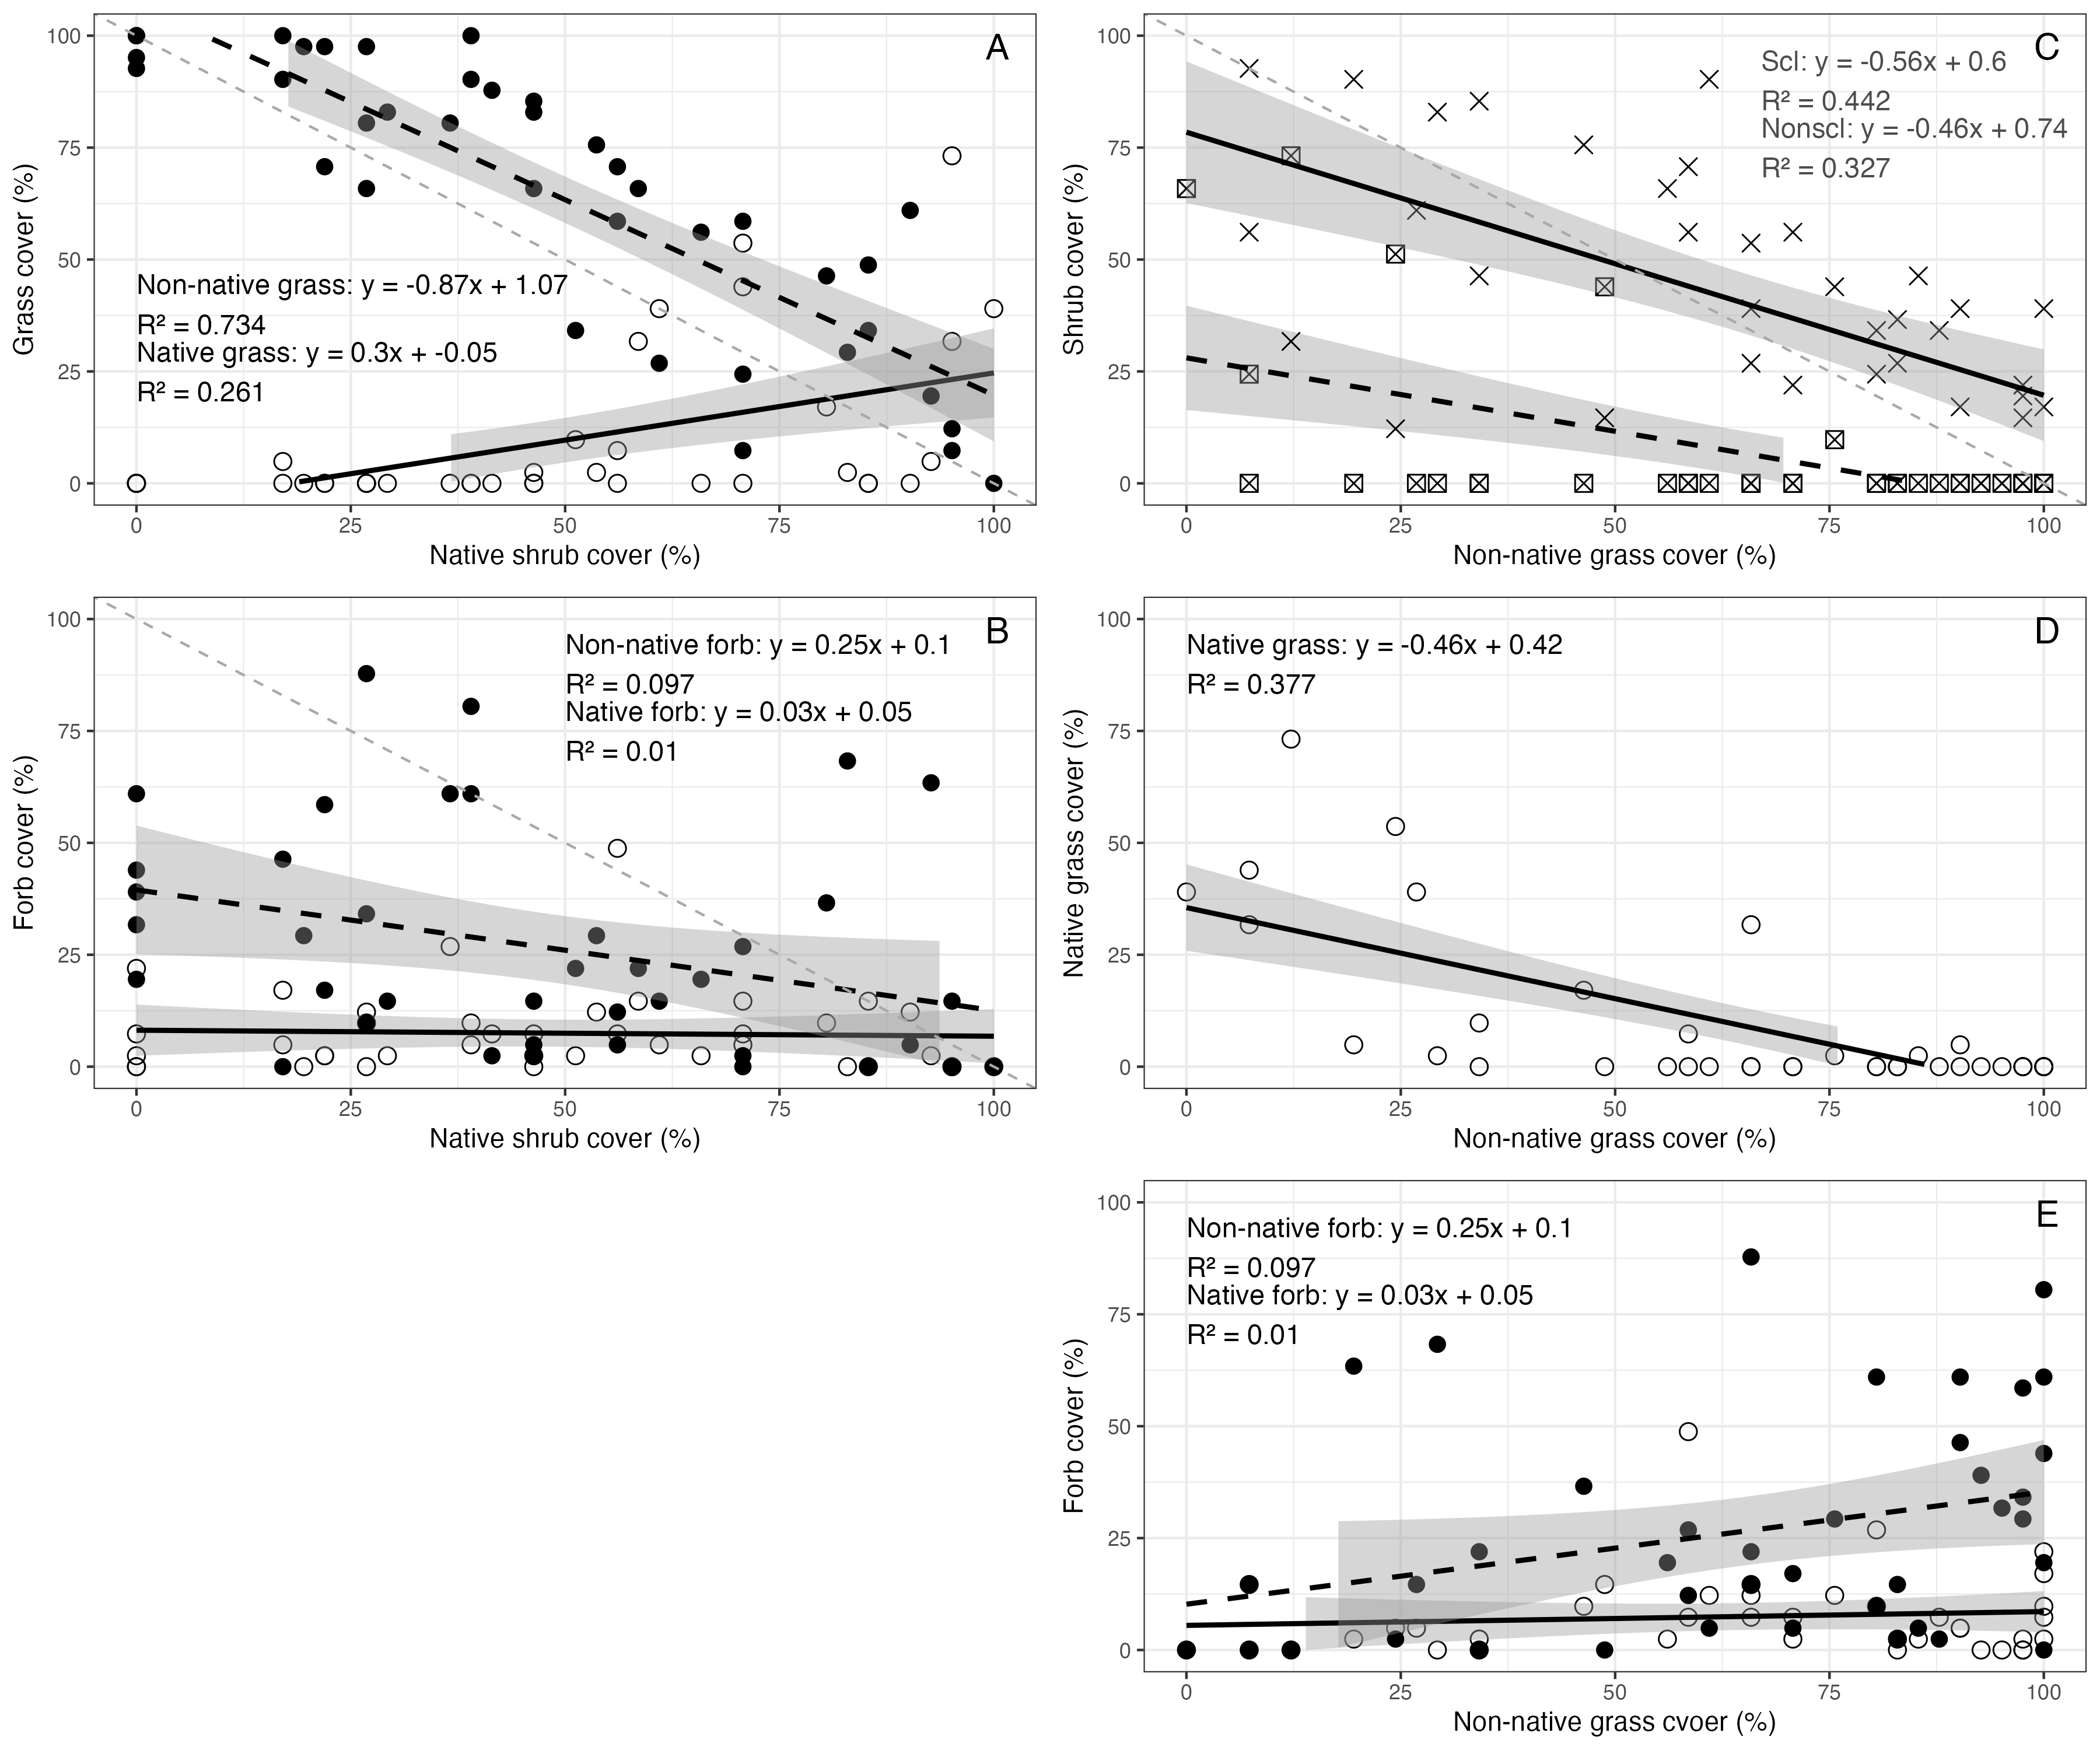 A
Grass cover (%)
100
75
50
25
0
Non-native grass: y = -0.87x + 1.07
R² = 0.734
Native grass: y = 0.3x + -0.05
R² = 0.261
0 25 50 75 100
Native shrub cover (%)
C
Shrub cover (%)
100
75
50
25
0
Scl: y = -0.56x + 0.6
R² = 0.442
Nonscl: y = -0.46x + 0.74
R² = 0.327
0 25 50 75 100
Non-native grass cover (%)
B
Forb cover (%)
100
75
50
25
0
Non-native forb: y = 0.25x + 0.1
R² = 0.097
Native forb: y = 0.03x + 0.05
R² = 0.01
0 25 50 75 100
Native shrub cover (%)
D
Native grass cover (%)
100
75
50
25
0
Native grass: y = -0.46x + 0.42
R² = 0.377
0 25 50 75 100
Non-native grass cover (%)
E
Forb cover (%)
100
75
50
25
0
Non-native forb: y = 0.25x + 0.1
R² = 0.097
Native forb: y = 0.03x + 0.05
R² = 0.01
0 25 50 75 100
Non-native grass cvoer (%)